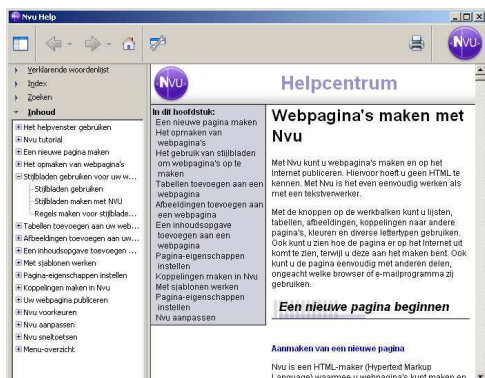 Nvu Help
NVU
Verklarende woordenlijst
Index
Zoeken
Inhoud
Het helpvenster gebruiken
Nvu tutorial
Een nieuwe pagina maken
Het opmaken van webpagina's
Stijlbladen gebruiken voor uw w...
Stijlbladen gebruiken
Stijlbladen maken met NVU
Regels maken voor stijlblade...
Tabellen toevoegen aan uw web...
Afbeeldingen toevoegen aan uw...
Een inhoudsopgave toevoegen ...
Met sjablonen werken
Pagina-eigenschappen instellen
Koppelingen maken in Nvu
Uw webpagina publiceren
Nvu voorkeuren
Nvu aanpassen
Nvu sneltoetsen
Menu-overzicht
NVU
Helpcentrum
In dit hoofdstuk:
Een nieuwe pagina maken
Het opmaken van
webpagina's
Het gebruik van stijlbladen
om webpagina's op te
maken
Tabellen toevoegen aan een
webpagina
Afbeeldingen toevoegen aan
een webpagina
Een inhoudsopgave
toevoegen aan een
webpagina
Pagina-eigenschappen
instellen
Koppelingen maken in Nvu
Met sjablonen werken
Pagina-eigenschappen
instellen
Nvu aanpassen
Webpagina's maken met
Nvu
Met Nvu kunt u webpagina's maken en op het
Internet publiceren. Hiervoor hoeft u geen HTML te
kennen. Met Nvu is het even eenvoudig werken als
met een tekstverwerker.
Met de knoppen op de werkbalken kunt u lijsten,
tabellen, afbeeldingen, koppelingen naar andere
pagina's, kleuren en diverse lettertypen gebruiken.
Ook kunt u zien hoe de pagina er op het Internet uit
komt te zien, terwijl u deze aan het maken bent. Ook
kunt u de pagina eenvoudig met anderen delen,
ongeacht welke browser of e-mailprogramma zij
gebruiken.
Een nieuwe pagina beginnen
Aanmaken van een nieuwe pagina
Nvu is een HTML-maker (Hypertext Markup
Language) waarmee u webpagina's kunt maken en